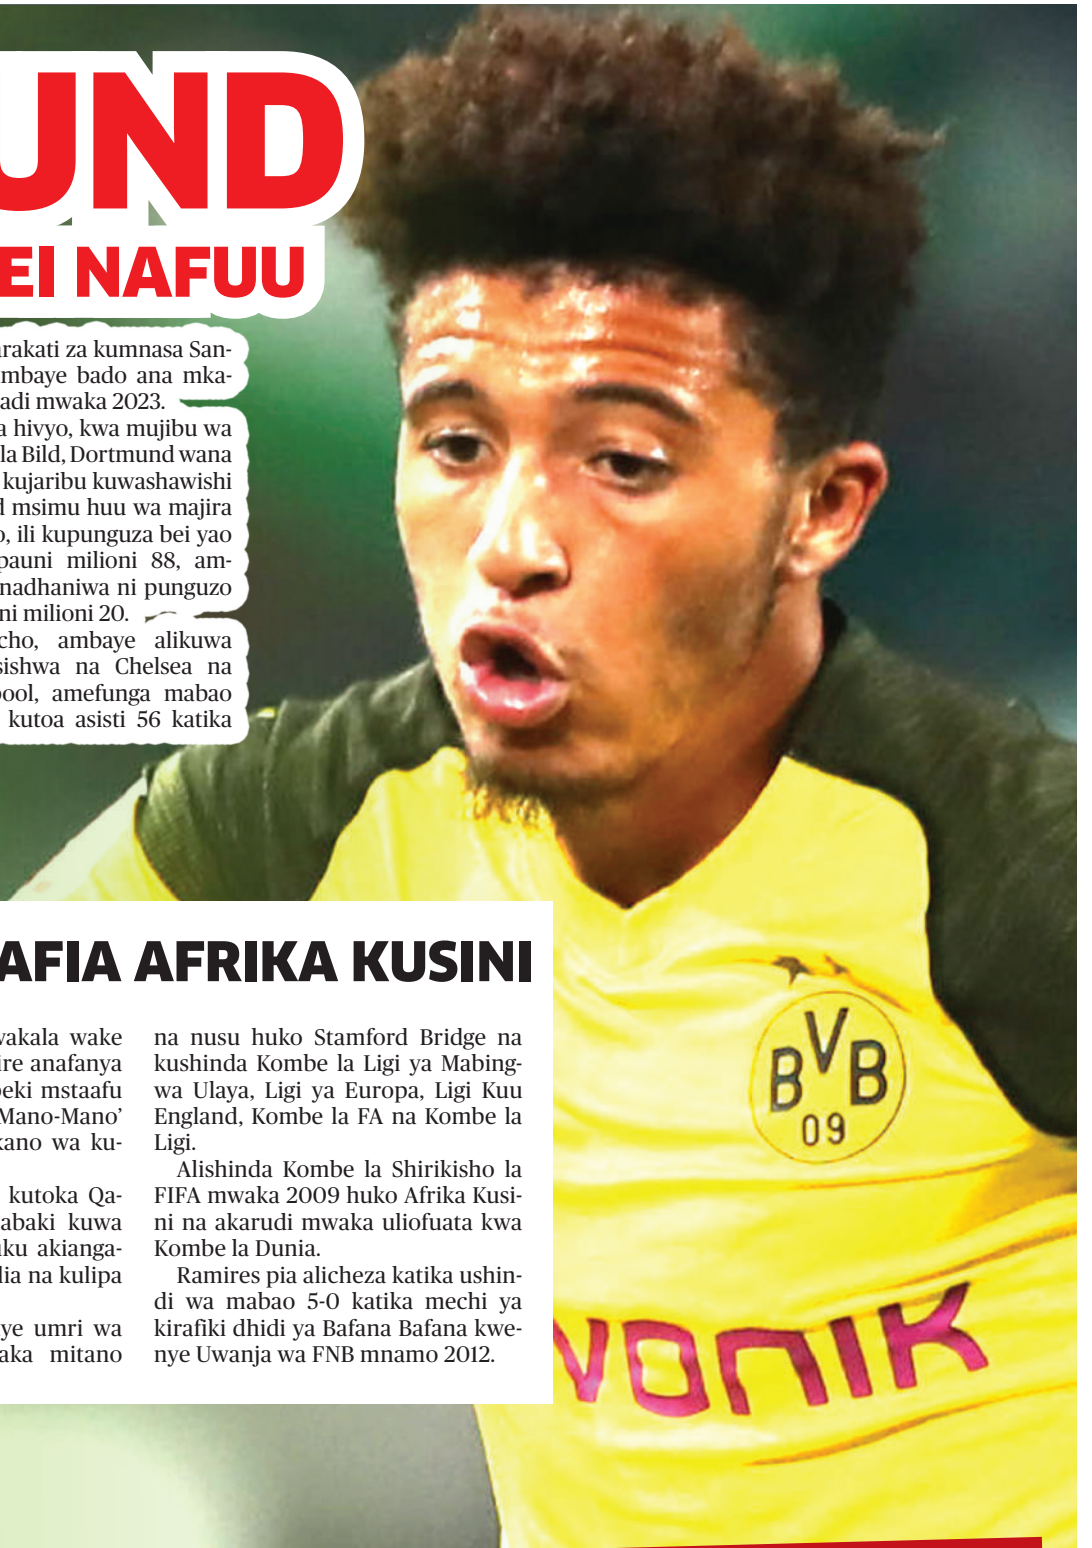 UND
EI NAFUU
rakati za kumnasa San-
mbaye bado ana mka-
adi mwaka 2023.
a hivyo, kwa mujibu wa
la Bild, Dortmund wana
kujaribu kuwashawishi
d msimu huu wa majira
o, ili kupunguza bei yao
pauni milioni 88, am-
nadhaniwa ni punguzo
ni milioni 20.
cho, ambaye alikuwa
sishwa na Chelsea na
pool, amefunga mabao
kutoa asisti 56 katika
AFIA AFRIKA KUSINI
wakala wake
ire anafanya
beki mstaafu
Mano-Mano’
kano wa ku-
kutoka Qa-
abaki kuwa
uku akianga-
lia na kulipa
ye umri wa
aka mitano
na nusu huko Stamford Bridge na
kushinda Kombe la Ligi ya Mabing-
wa Ulaya, Ligi ya Europa, Ligi Kuu
England, Kombe la FA na Kombe la
Ligi.
Alishinda Kombe la Shirikisho la
FIFA mwaka 2009 huko Afrika Kusi-
ni na akarudi mwaka uliofuata kwa
Kombe la Dunia.
Ramires pia alicheza katika ushin-
di wa mabao 5-0 katika mechi ya
kirafiki dhidi ya Bafana Bafana kwe-
nye Uwanja wa FNB mnamo 2012.
BVB
09
VONIK